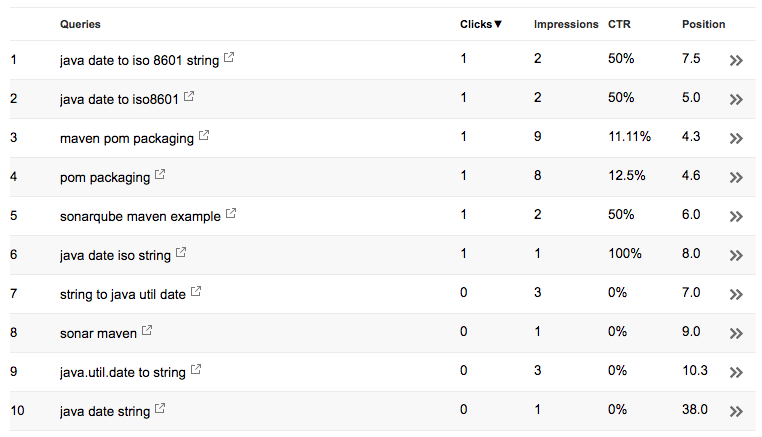 Queries Clicks▼ Impressions CTR Position
1 java date to iso 8601 string 1 2 50% 7.5 »
2 java date to iso8601 1 2 50% 5.0 »
3 maven pom packaging 1 9 11.11% 4.3 »
4 pom packaging 1 8 12.5% 4.6 »
5 sonarqube maven example 1 2 50% 6.0 »
6 java date iso string 1 1 100% 8.0 »
7 string to java util date 0 3 0% 7.0 »
8 sonar maven 0 1 0% 9.0 »
9 java.util.date to string 0 3 0% 10.3 »
10 java date string 0 1 0% 38.0 »